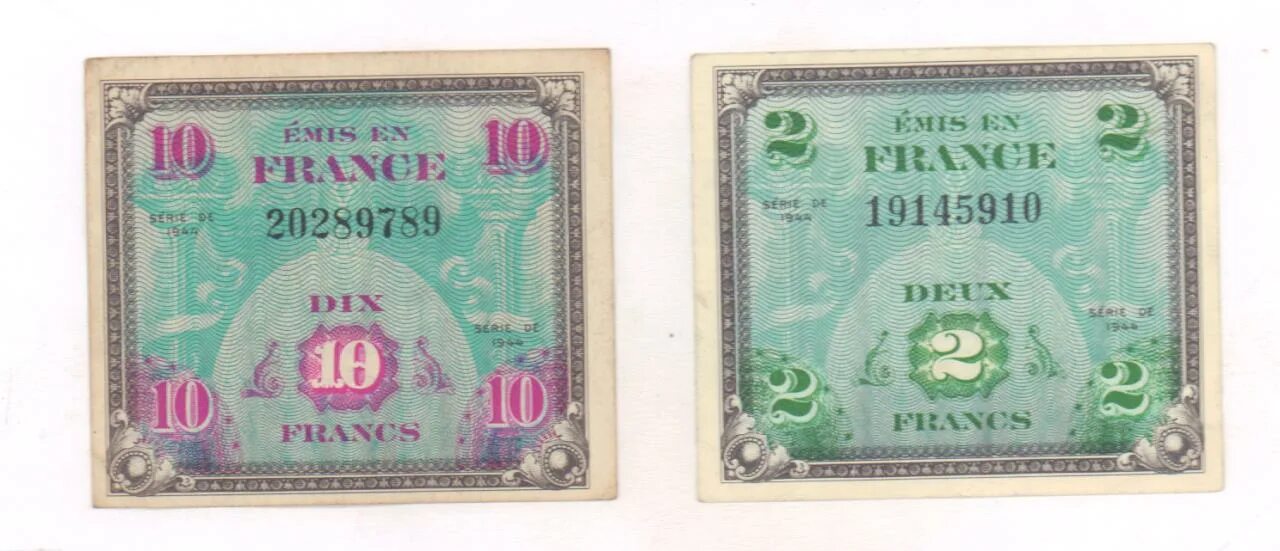 10 ÉMIS EN 10
FRANCE
SÉRIE DE
1944
20289789
DIX
SÉRIE DE
1944
10
10 10
FRANCS
2 ÉMIS EN 2
FRANCE
SÉRIE DE
1944
19145910
DEUX
SÉRIE DE
1944
2
2 2
FRANCS